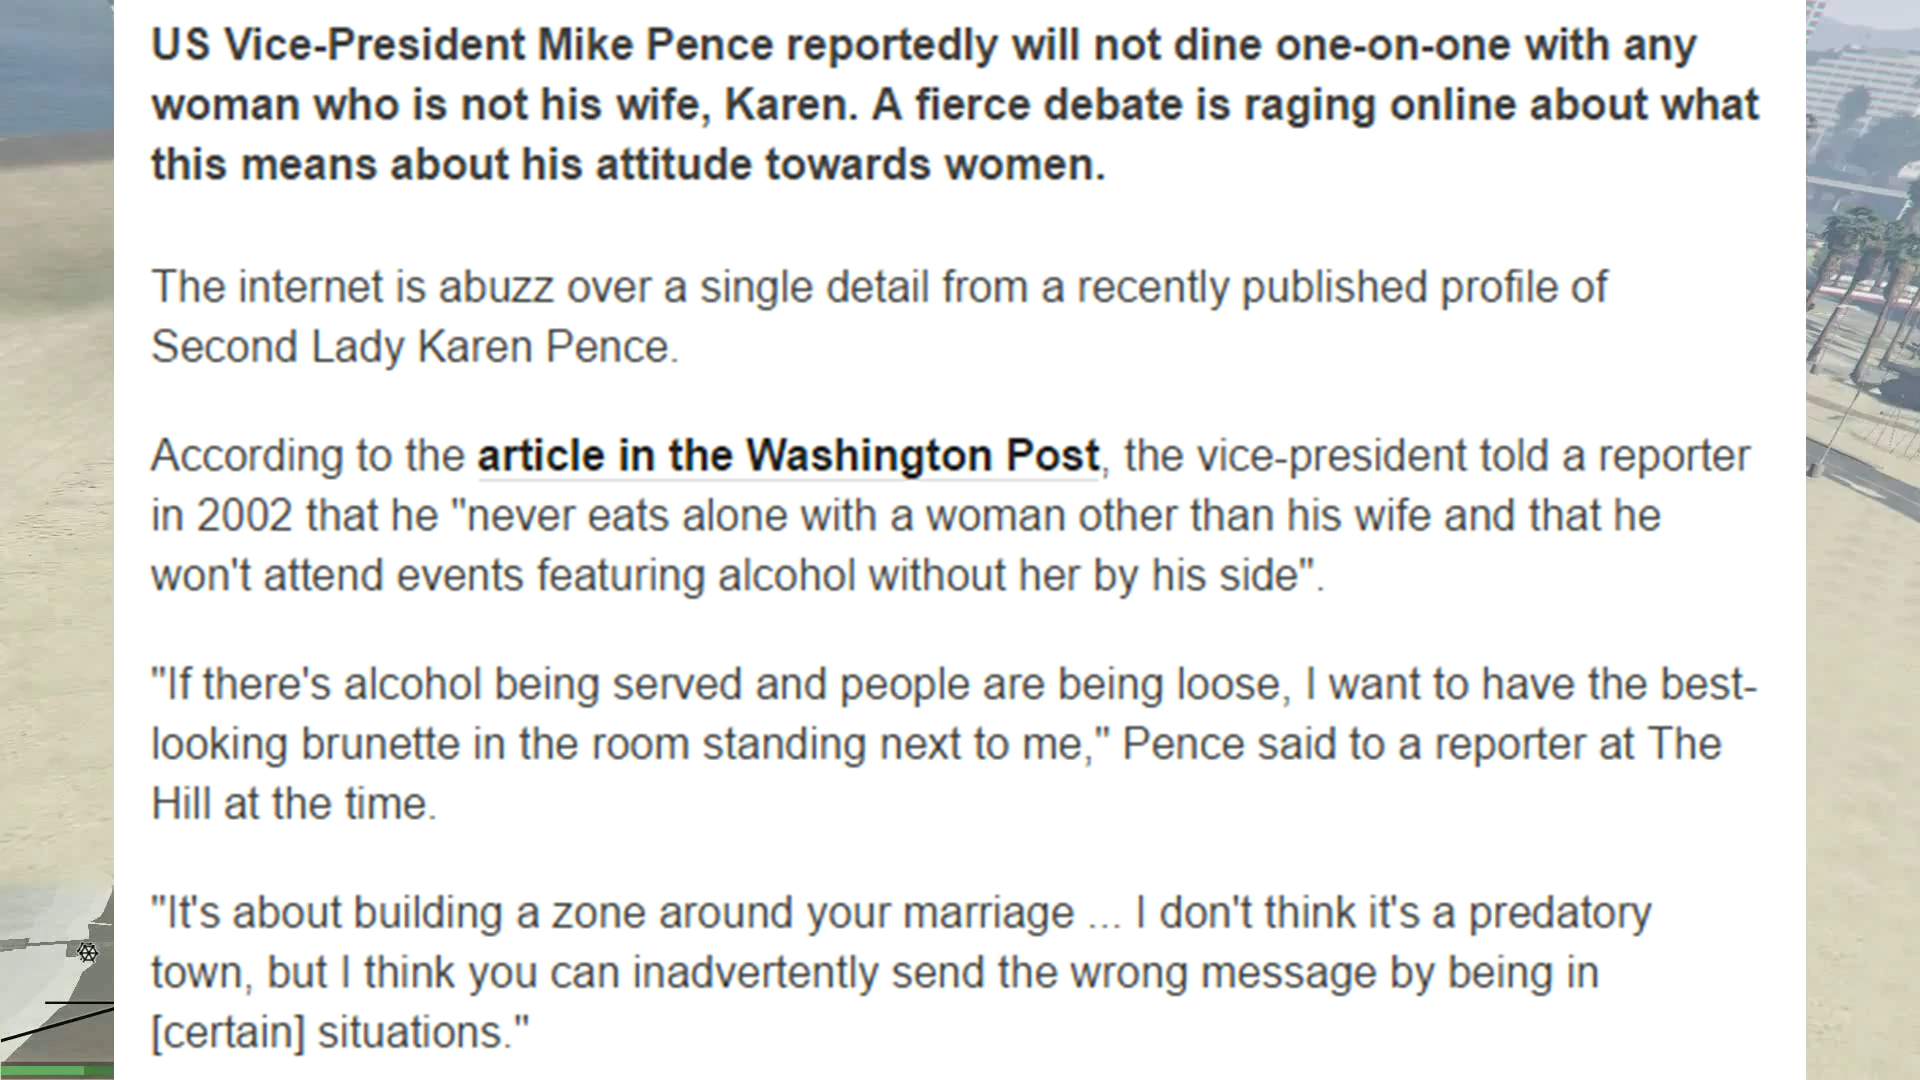 US Vice-President Mike Pence reportedly will not dine one-on-one with any
woman who is not his wife, Karen. A fierce debate is raging online about what
this means about his attitude towards women.
The internet is abuzz over a single detail from a recently published profile of
Second Lady Karen Pence.
According to the article in the Washington Post, the vice-president told a reporter
in 2002 that he "never eats alone with a woman other than his wife and that he
won't attend events featuring alcohol without her by his side".
"If there's alcohol being served and people are being loose, I want to have the best-
looking brunette in the room standing next to me," Pence said to a reporter at The
Hill at the time.
"It's about building a zone around your marriage ... I don't think it's a predatory
town, but I think you can inadvertently send the wrong message by being in
[certain] situations."